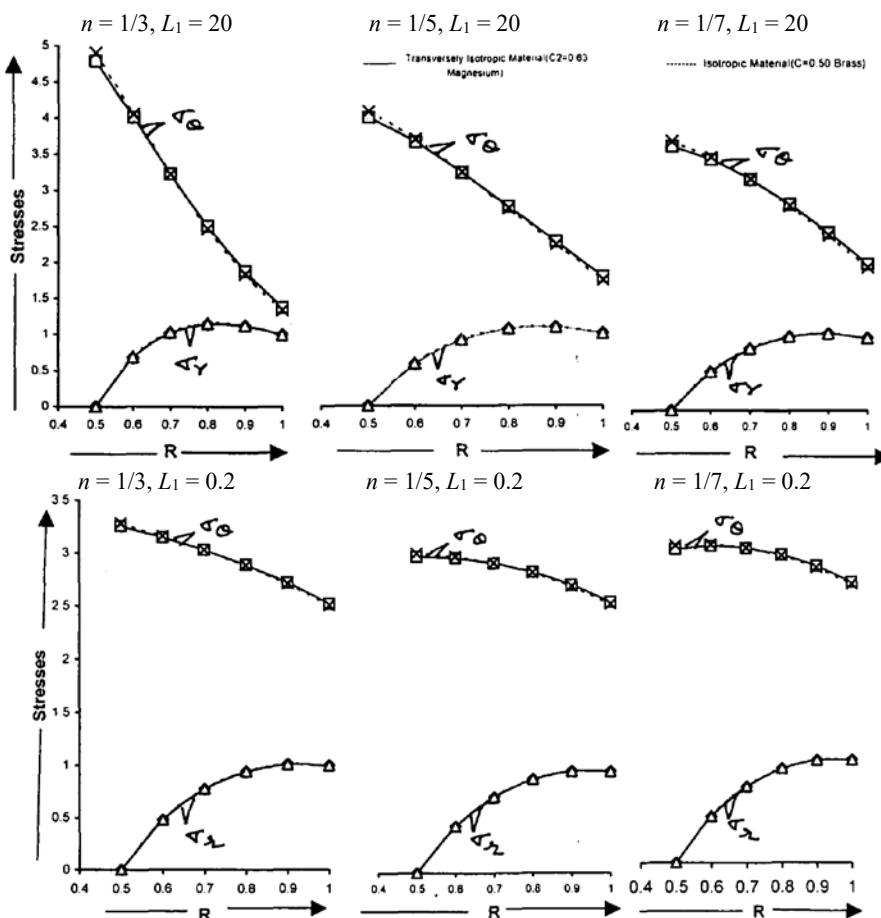 n = 1/3, L₁ = 20
n = 1/5, L₁ = 20
n = 1/7, L₁ = 20
Transversely Isotropic Material(C2=0.63
Magnesium)
Isotropic Material(C=0.50 Brass)
Stresses
5
4.5
4
3.5
3
2.5
2
1.5
1
0.5
0
σθ
σθ
σθ
σr
σr
σr
0.4 0.5 0.6 0.7 0.8 0.9 1
0.4 0.5 0.6 0.7 0.8 0.9 1
0.4 0.5 0.6 0.7 0.8 0.9 1
R
R
R
n = 1/3, L₁ = 0.2
n = 1/5, L₁ = 0.2
n = 1/7, L₁ = 0.2
Stresses
3 5
3
2.5
2
1 5
1
0.5
0
σθ
σθ
σθ
σr
σr
σr
0.4 0.5 0.6 0.7 0.8 0.9 1
0.4 0.5 0.6 0.7 0.8 0.9 1
0.4 0.5 0.6 0.7 0.8 0.9 1
R
R
R